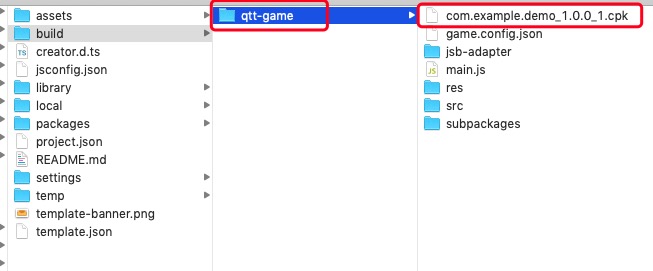 assets
build
creator.d.ts
jsconfig.json
library
local
packages
project.json
README.md
settings
temp
template-banner.png
template.json
qtt-game
com.example.demo_1.0.0_1.cpk
game.config.json
jsb-adapter
main.js
res
src
subpackages